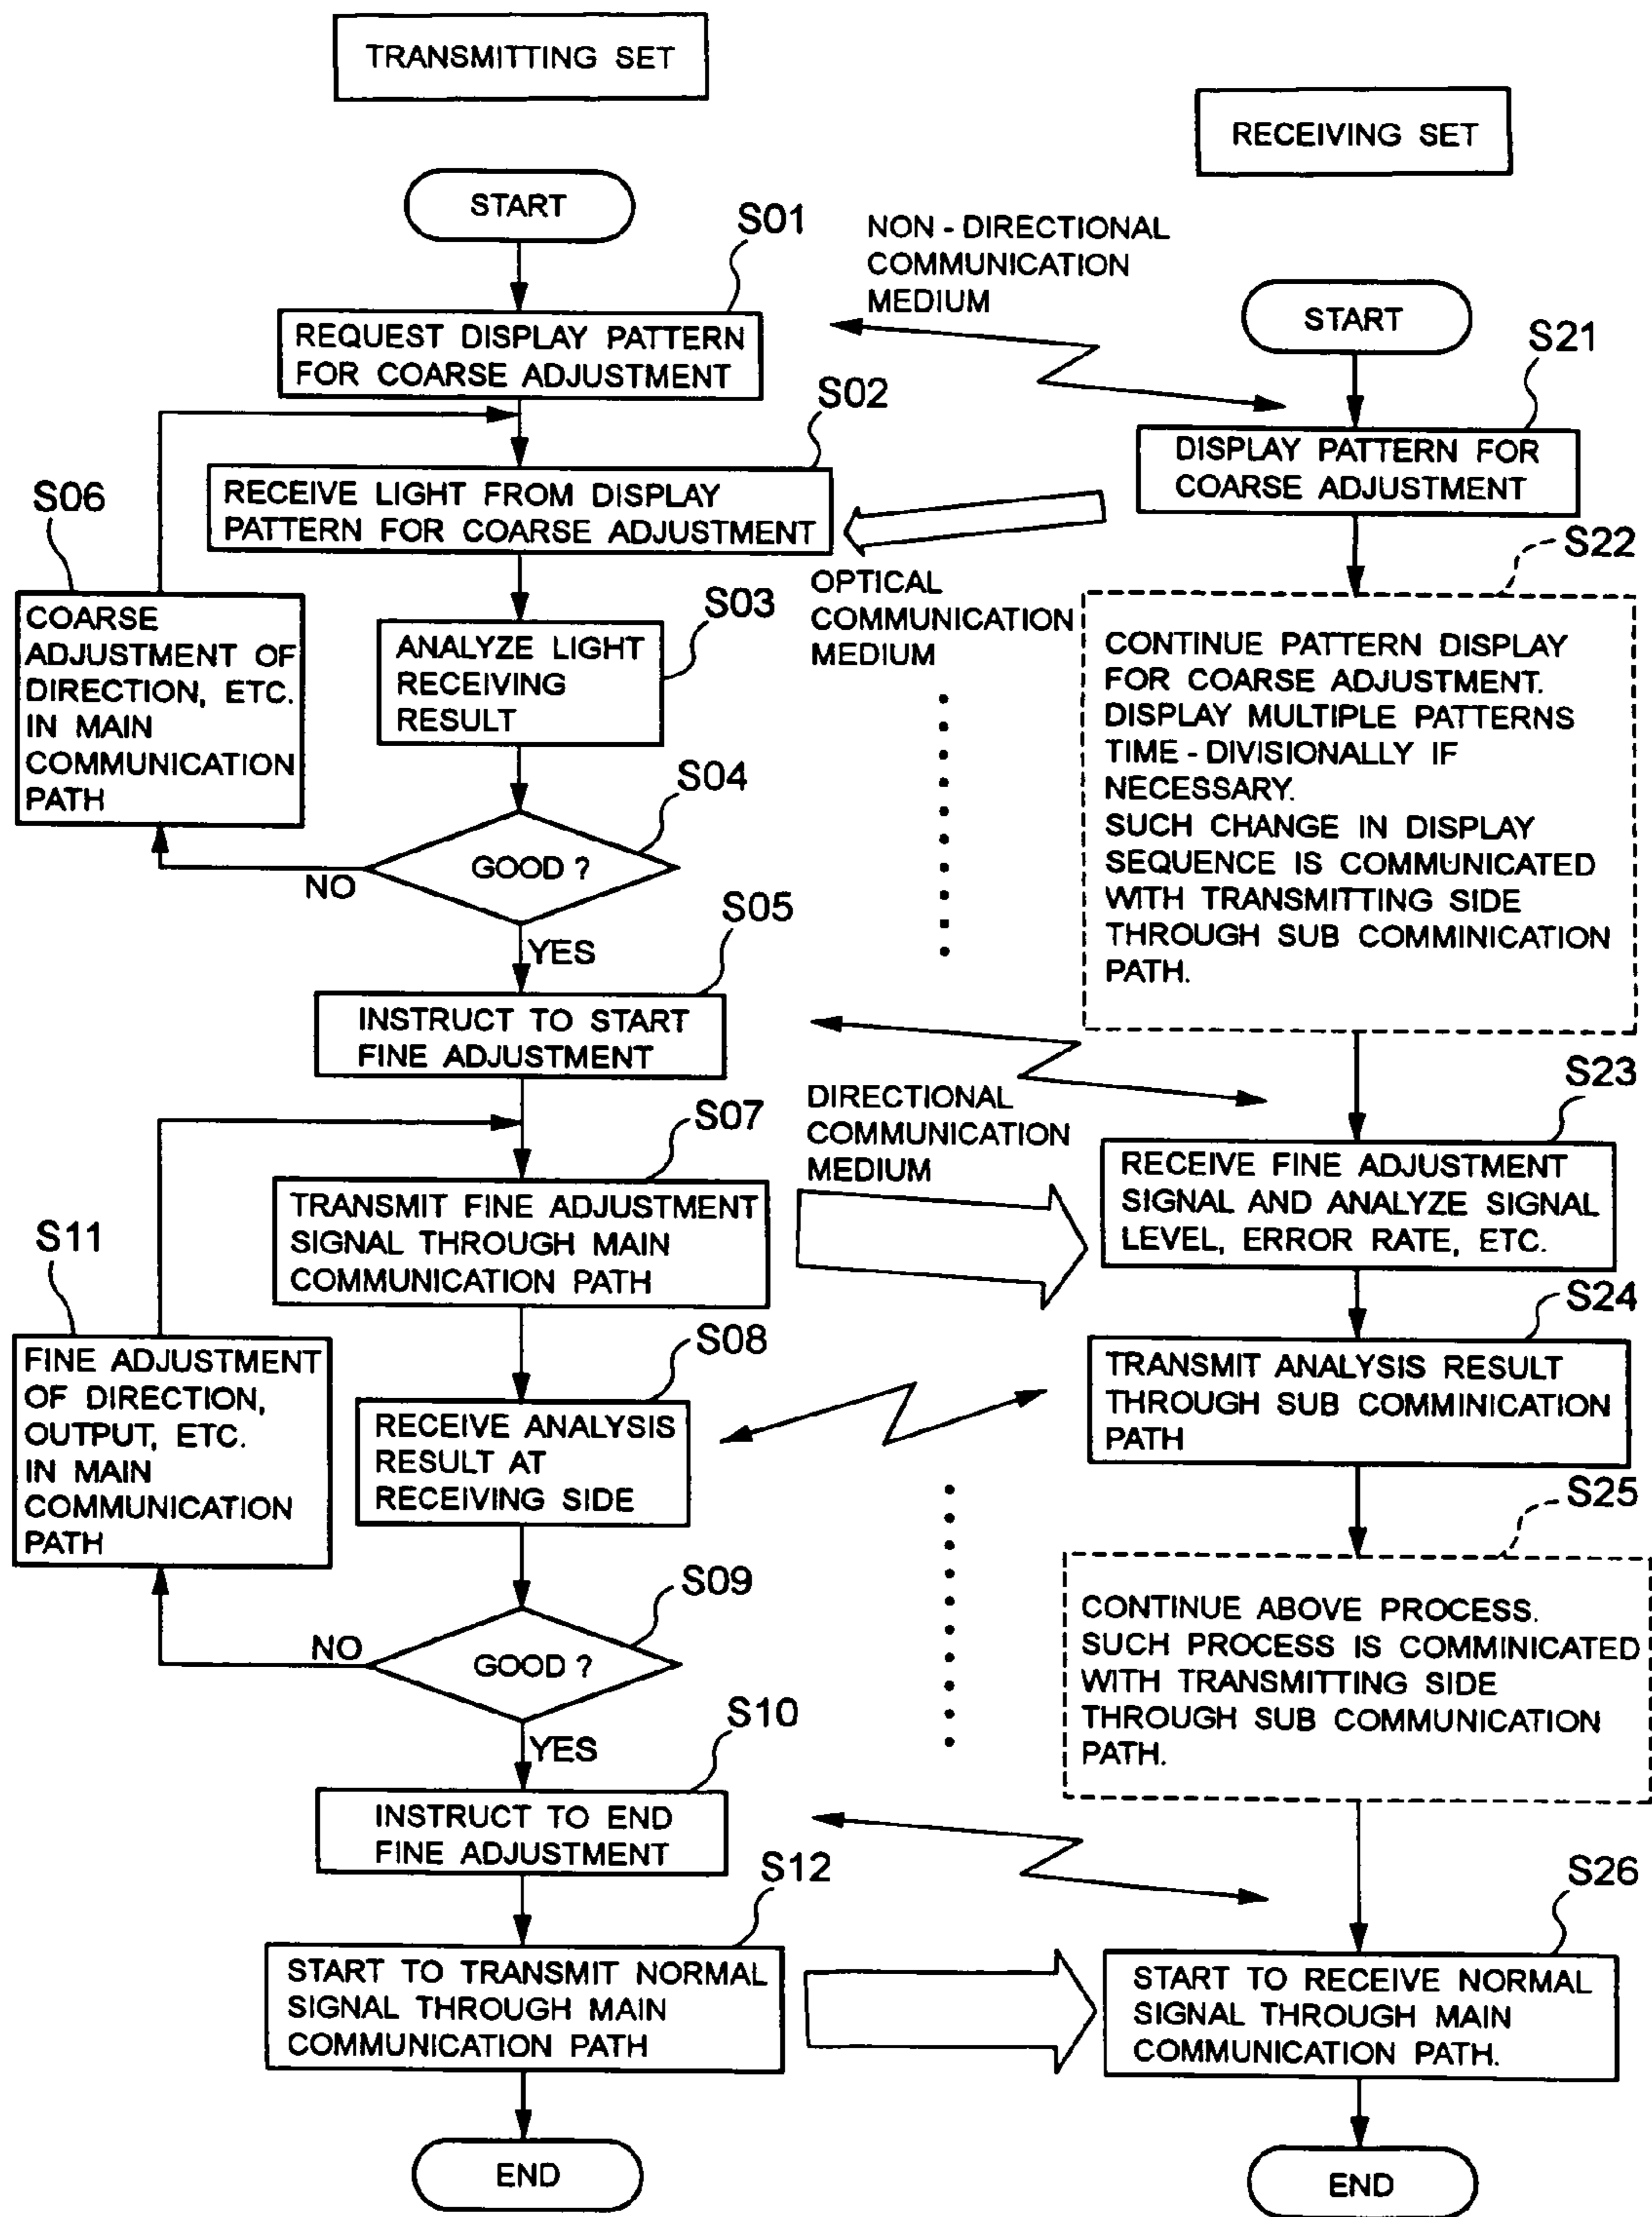 TRANSMITTING SET
RECEIVING SET
START
S01
NON - DIRECTIONAL
COMMUNICATION
MEDIUM
START
REQUEST DISPLAY PATTERN
FOR COARSE ADJUSTMENT
S21
S02
DISPLAY PATTERN FOR
COARSE ADJUSTMENT
S06
RECEIVE LIGHT FROM DISPLAY
PATTERN FOR COARSE ADJUSTMENT
S22
OPTICAL
COMMUNICATION
MEDIUM
COARSE
ADJUSTMENT OF
DIRECTION, ETC.
IN MAIN
COMMUNICATION
PATH
S03
ANALYZE LIGHT
RECEIVING
RESULT
CONTINUE PATTERN DISPLAY
FOR COARSE ADJUSTMENT.
DISPLAY MULTIPLE PATTERNS
TIME - DIVISIONALLY IF
NECESSARY.
SUCH CHANGE IN DISPLAY
SEQUENCE IS COMMUNICATED
WITH TRANSMITTING SIDE
THROUGH SUB COMMINICATION
PATH.
S04
GOOD ?
NO
S05
YES
INSTRUCT TO START
FINE ADJUSTMENT
S23
S07
DIRECTIONAL
COMMUNICATION
MEDIUM
RECEIVE FINE ADJUSTMENT
SIGNAL AND ANALYZE SIGNAL
LEVEL, ERROR RATE, ETC.
TRANSMIT FINE ADJUSTMENT
SIGNAL THROUGH MAIN
COMMUNICATION PATH
S11
S24
S08
FINE ADJUSTMENT
OF DIRECTION,
OUTPUT, ETC.
IN MAIN
COMMUNICATION
PATH
TRANSMIT ANALYSIS RESULT
THROUGH SUB COMMINICATION
PATH
RECEIVE ANALYSIS
RESULT AT
RECEIVING SIDE
S25
S09
CONTINUE ABOVE PROCESS.
SUCH PROCESS IS COMMINICATED
WITH TRANSMITTING SIDE
THROUGH SUB COMMUNICATION
PATH.
NO
GOOD ?
S10
YES
INSTRUCT TO END
FINE ADJUSTMENT
S12
S26
START TO TRANSMIT NORMAL
SIGNAL THROUGH MAIN
COMMUNICATION PATH
START TO RECEIVE NORMAL
SIGNAL THROUGH MAIN
COMMUNICATION PATH.
END
END